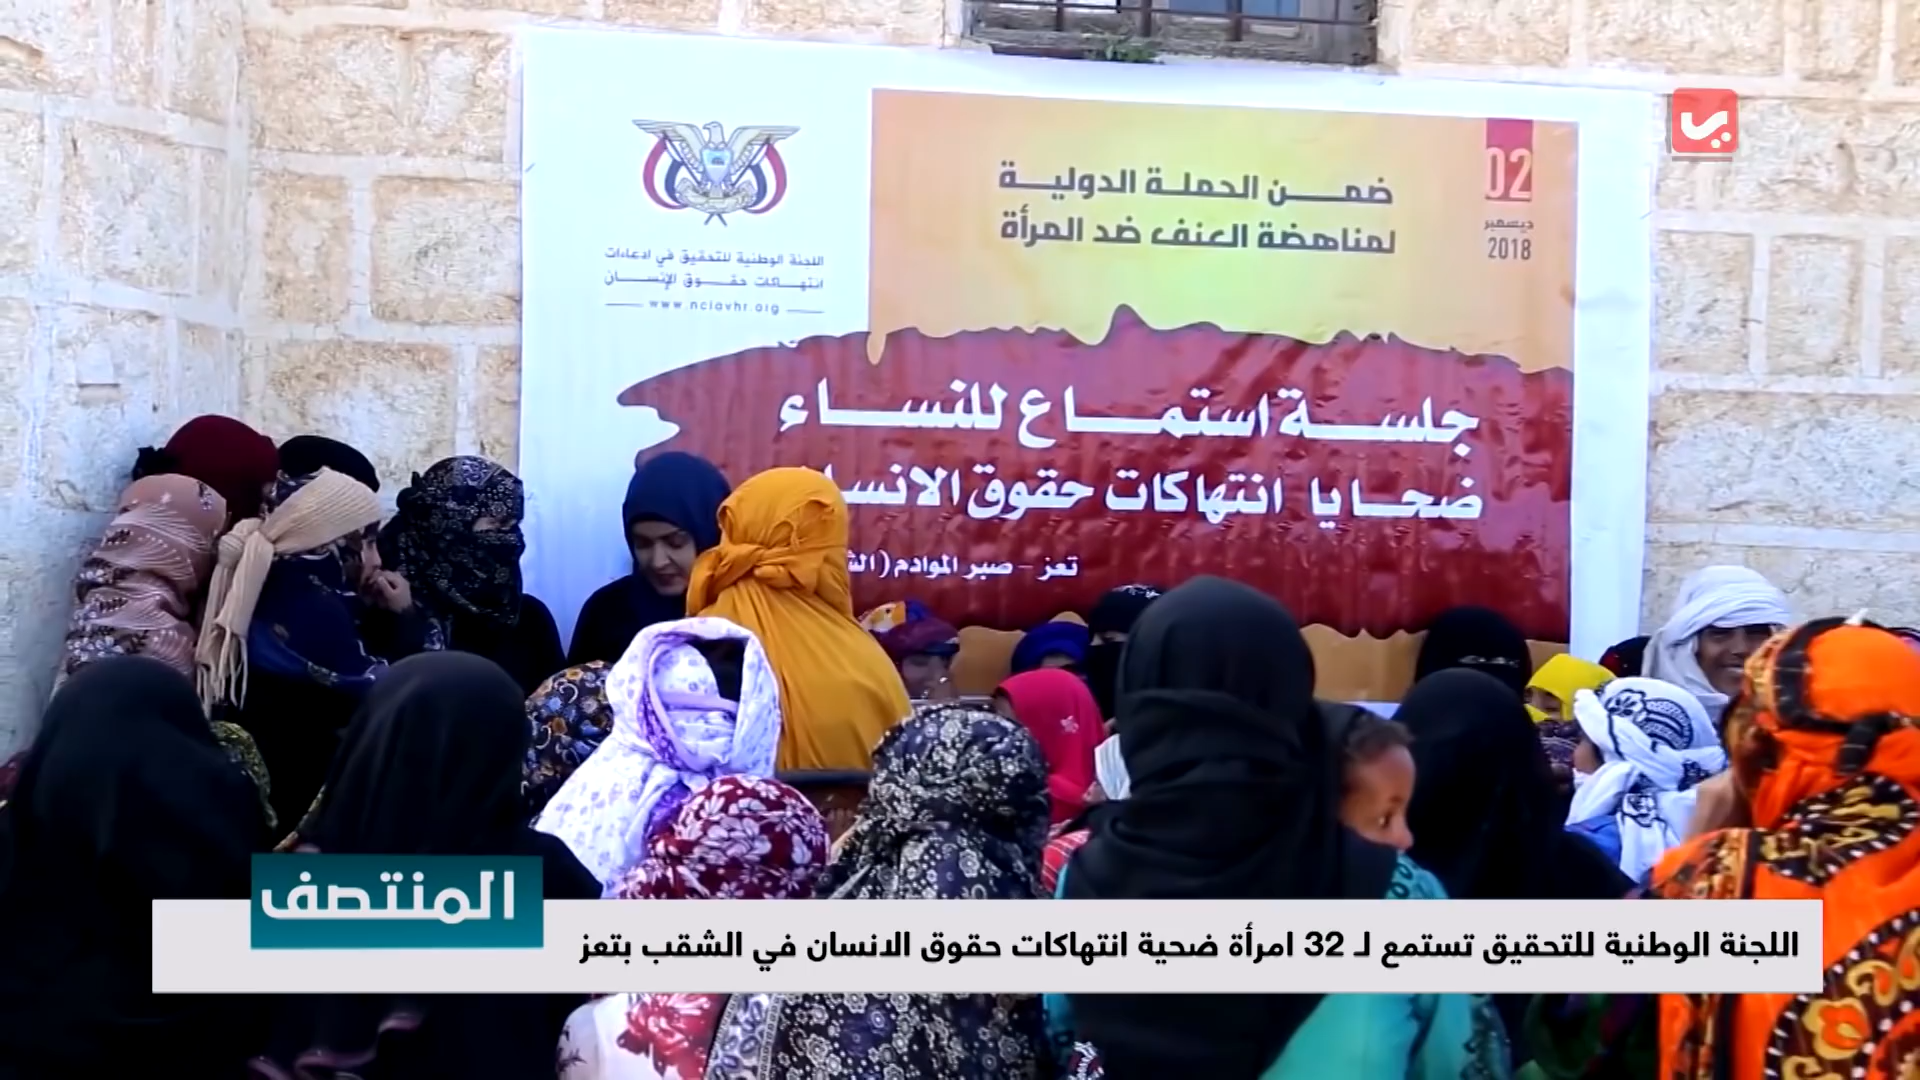 ضمن الحملة الدولية
لمناهضة العنف ضد المرأة
02
ديسمبر
2018
اللجنة الوطنية للتحقيق في ادعاءات
انتهاكات حقوق الإنسان
www.nciavhr.org
جلسة استماع للنساء
ضحايا انتهاكات حقوق
تعز - صبر الموادم
المنتصف
اللجنة الوطنية للتحقيق تستمع لـ 32 امرأة ضحية انتهاكات حقوق الانسان في الشقب بتعز